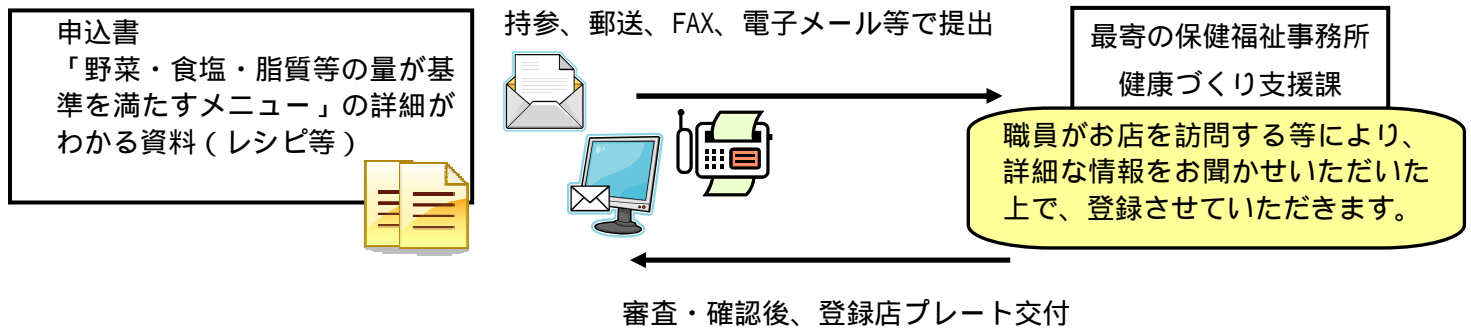 申込書
「野菜・食塩・脂質等の量が基
準を満たすメニュー」の詳細が
わかる資料（レシピ等）
持参、郵送、FAX、電子メール等で提出
最寄の保健福祉事務所
健康づくり支援課
職員がお店を訪問する等により、
詳細な情報をお聞かせいただいた
上で、登録させていただきます。
審査・確認後、登録店プレート交付